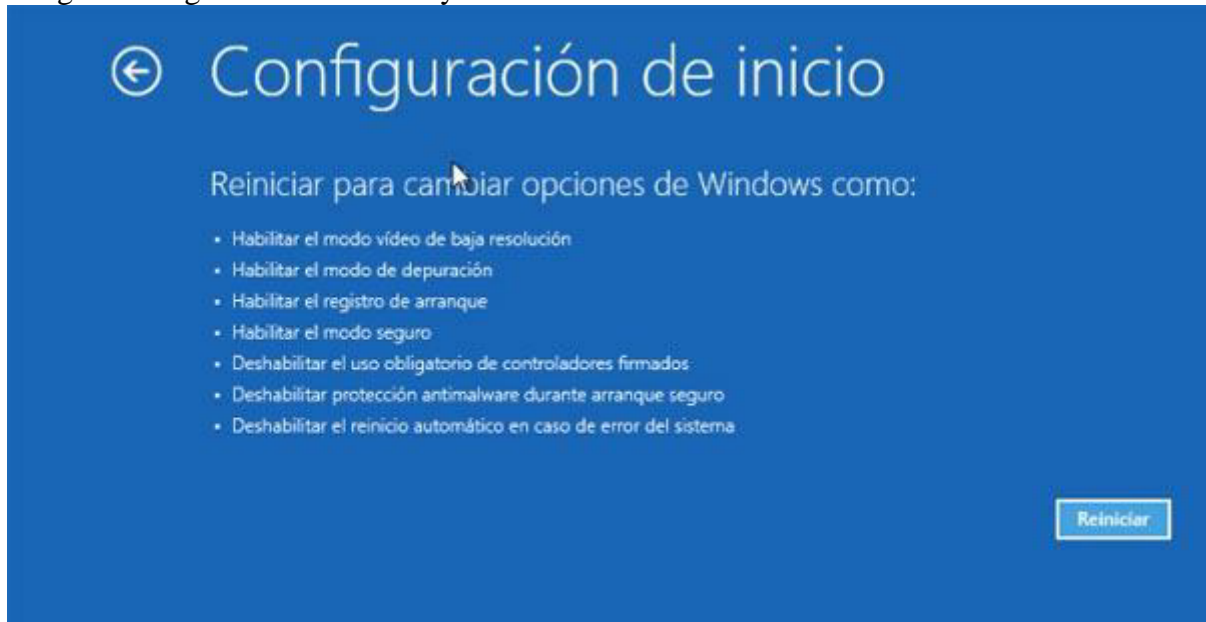 Configuración de inicio
Reiniciar para cambiar opciones de Windows como:
• Habilitar el modo vídeo de baja resolución
• Habilitar el modo de depuración
• Habilitar el registro de arranque
• Habilitar el modo seguro
• Deshabilitar el uso obligatorio de controladores firmados
• Deshabilitar protección antimalware durante arranque seguro
• Deshabilitar el reinicio automático en caso de error del sistema
Reiniciar